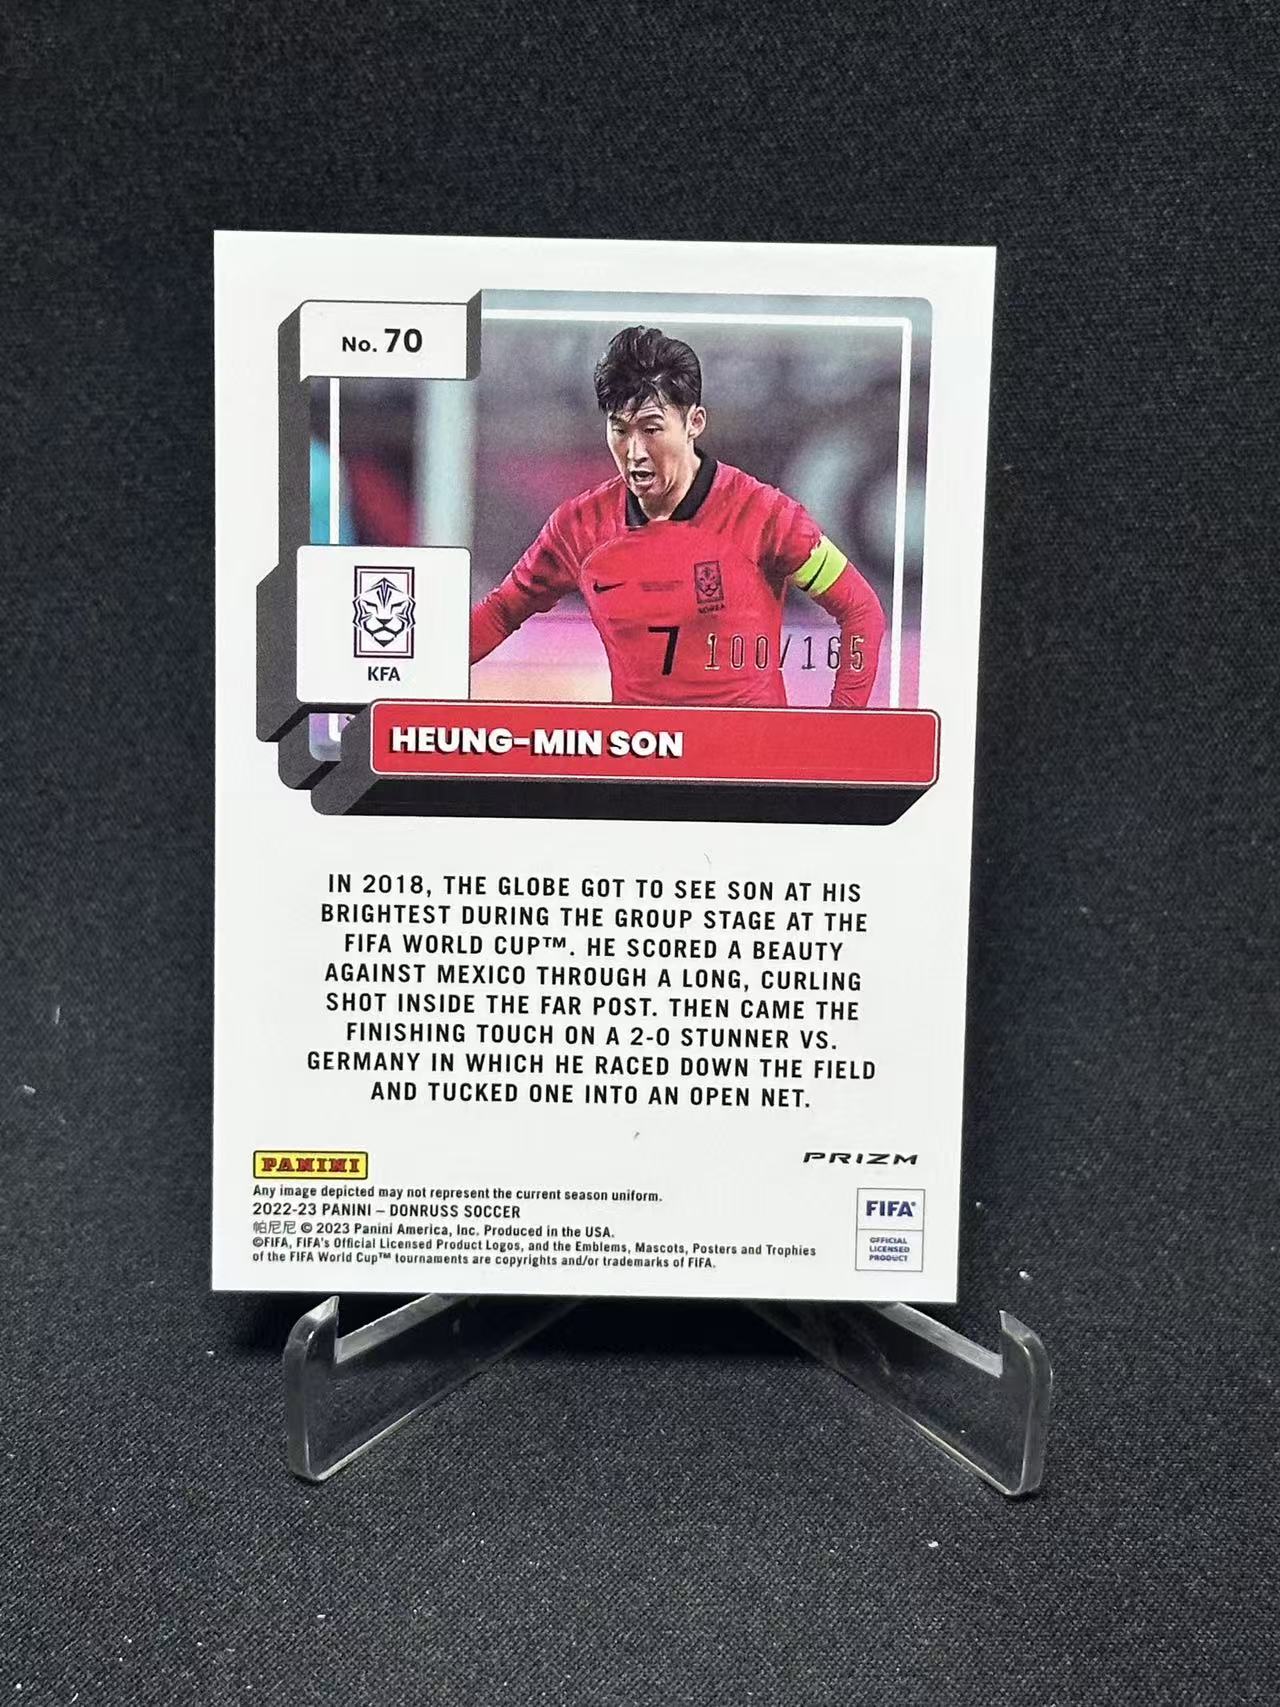 No. 70
KOREA
7
100/165
KFA
HEUNG-MIN SON
IN 2018, THE GLOBE GOT TO SEE SON AT HIS
BRIGHTEST DURING THE GROUP STAGE AT THE
FIFA WORLD CUP™. HE SCORED A BEAUTY
AGAINST MEXICO THROUGH A LONG, CURLING
SHOT INSIDE THE FAR POST. THEN CAME THE
FINISHING TOUCH ON A 2-0 STUNNER VS.
GERMANY IN WHICH HE RACED DOWN THE FIELD
AND TUCKED ONE INTO AN OPEN NET.
PANINI
PRIZM
Any image depicted may not represent the current season uniform.
2022-23 PANINI – DONRUSS SOCCER
帕尼尼 © 2023 Panini America, Inc. Produced in the USA.
©FIFA, FIFA's Official Licensed Product Logos, and the Emblems, Mascots, Posters and Trophies
of the FIFA World Cup™ tournaments are copyrights and/or trademarks of FIFA.
FIFA®
OFFICIAL
LICENSED
PRODUCT